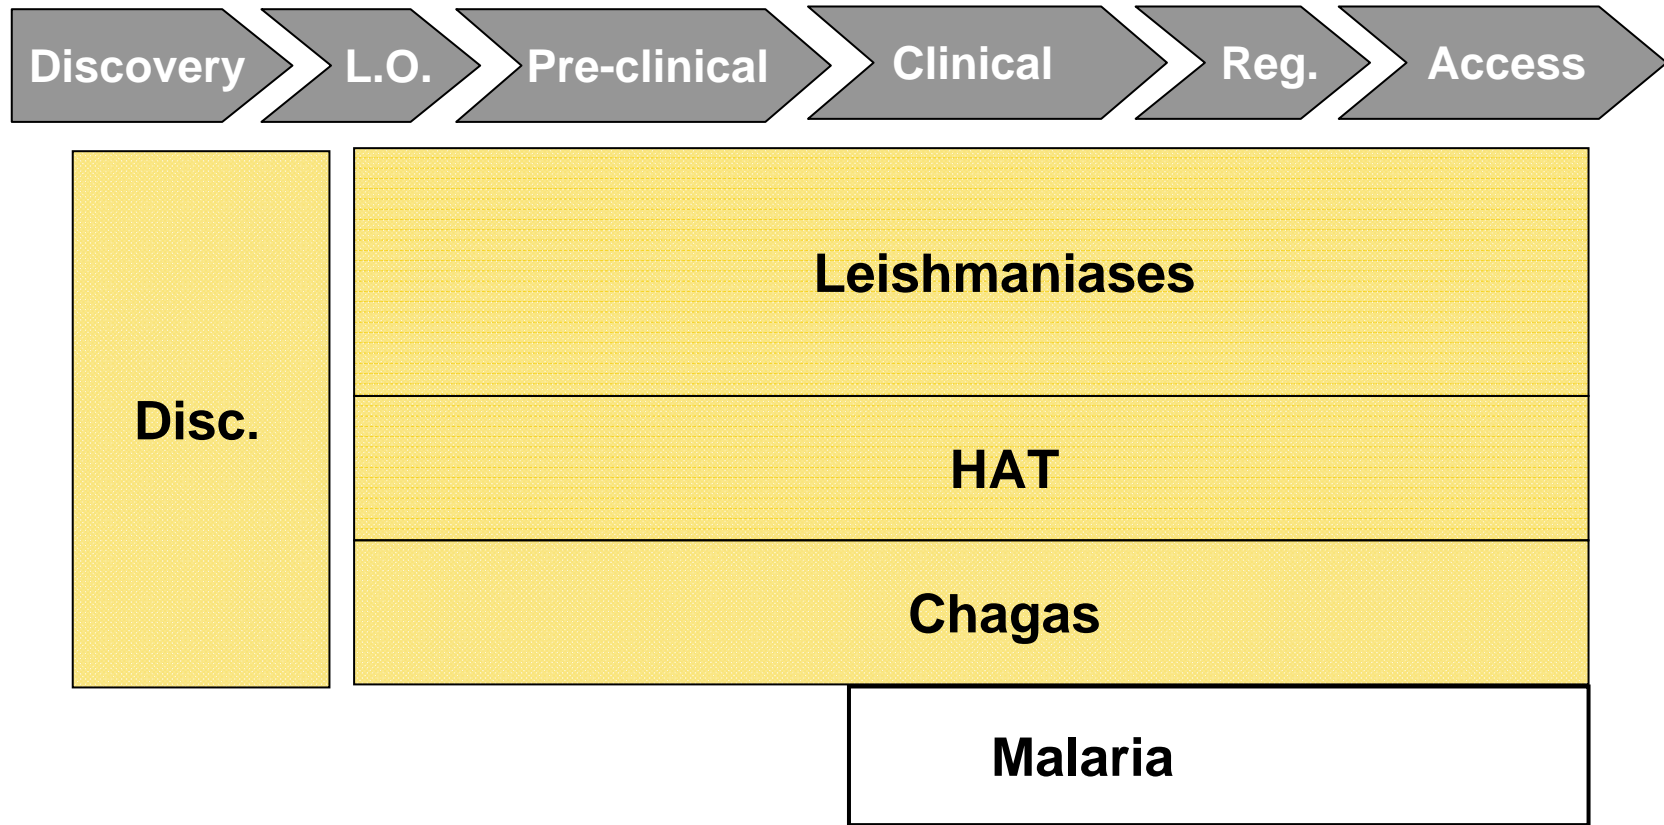 Discovery
L.O.
Pre-clinical
Clinical
Reg.
Access
Disc.
Leishmaniases
HAT
Chagas
Malaria